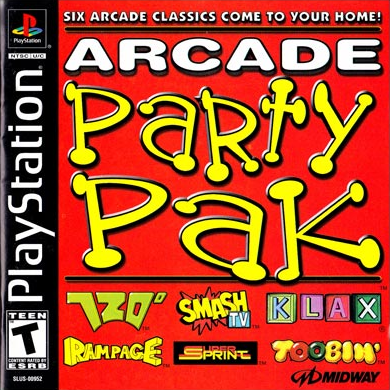 SIX ARCADE CLASSICS COME TO YOUR HOME!
PlayStation
NTSC U/C
PlayStation
ARCADE
PARTY
PAK
720°
SMASH
TV
KLAX
RAMPAGE
SUPER
SPRINT
TOOBIN'
TEEN
T
CONTENT RATED BY
ESRB
SLUS-00952
MIDWAY